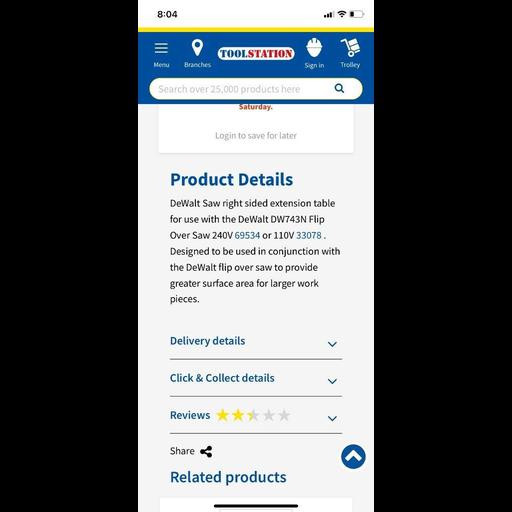 8:04
Menu
Branches
TOOLSTATION
Sign in
Trolley
Search over 25,000 products here
Saturday.
Login to save for later
Product Details
DeWalt Saw right sided extension table
for use with the DeWalt DW743N Flip
Over Saw 240V 69534 or 110V 33078 .
Designed to be used in conjunction with
the DeWalt flip over saw to provide
greater surface area for larger work
pieces.
Delivery details
Click & Collect details
Reviews
Share
Related products